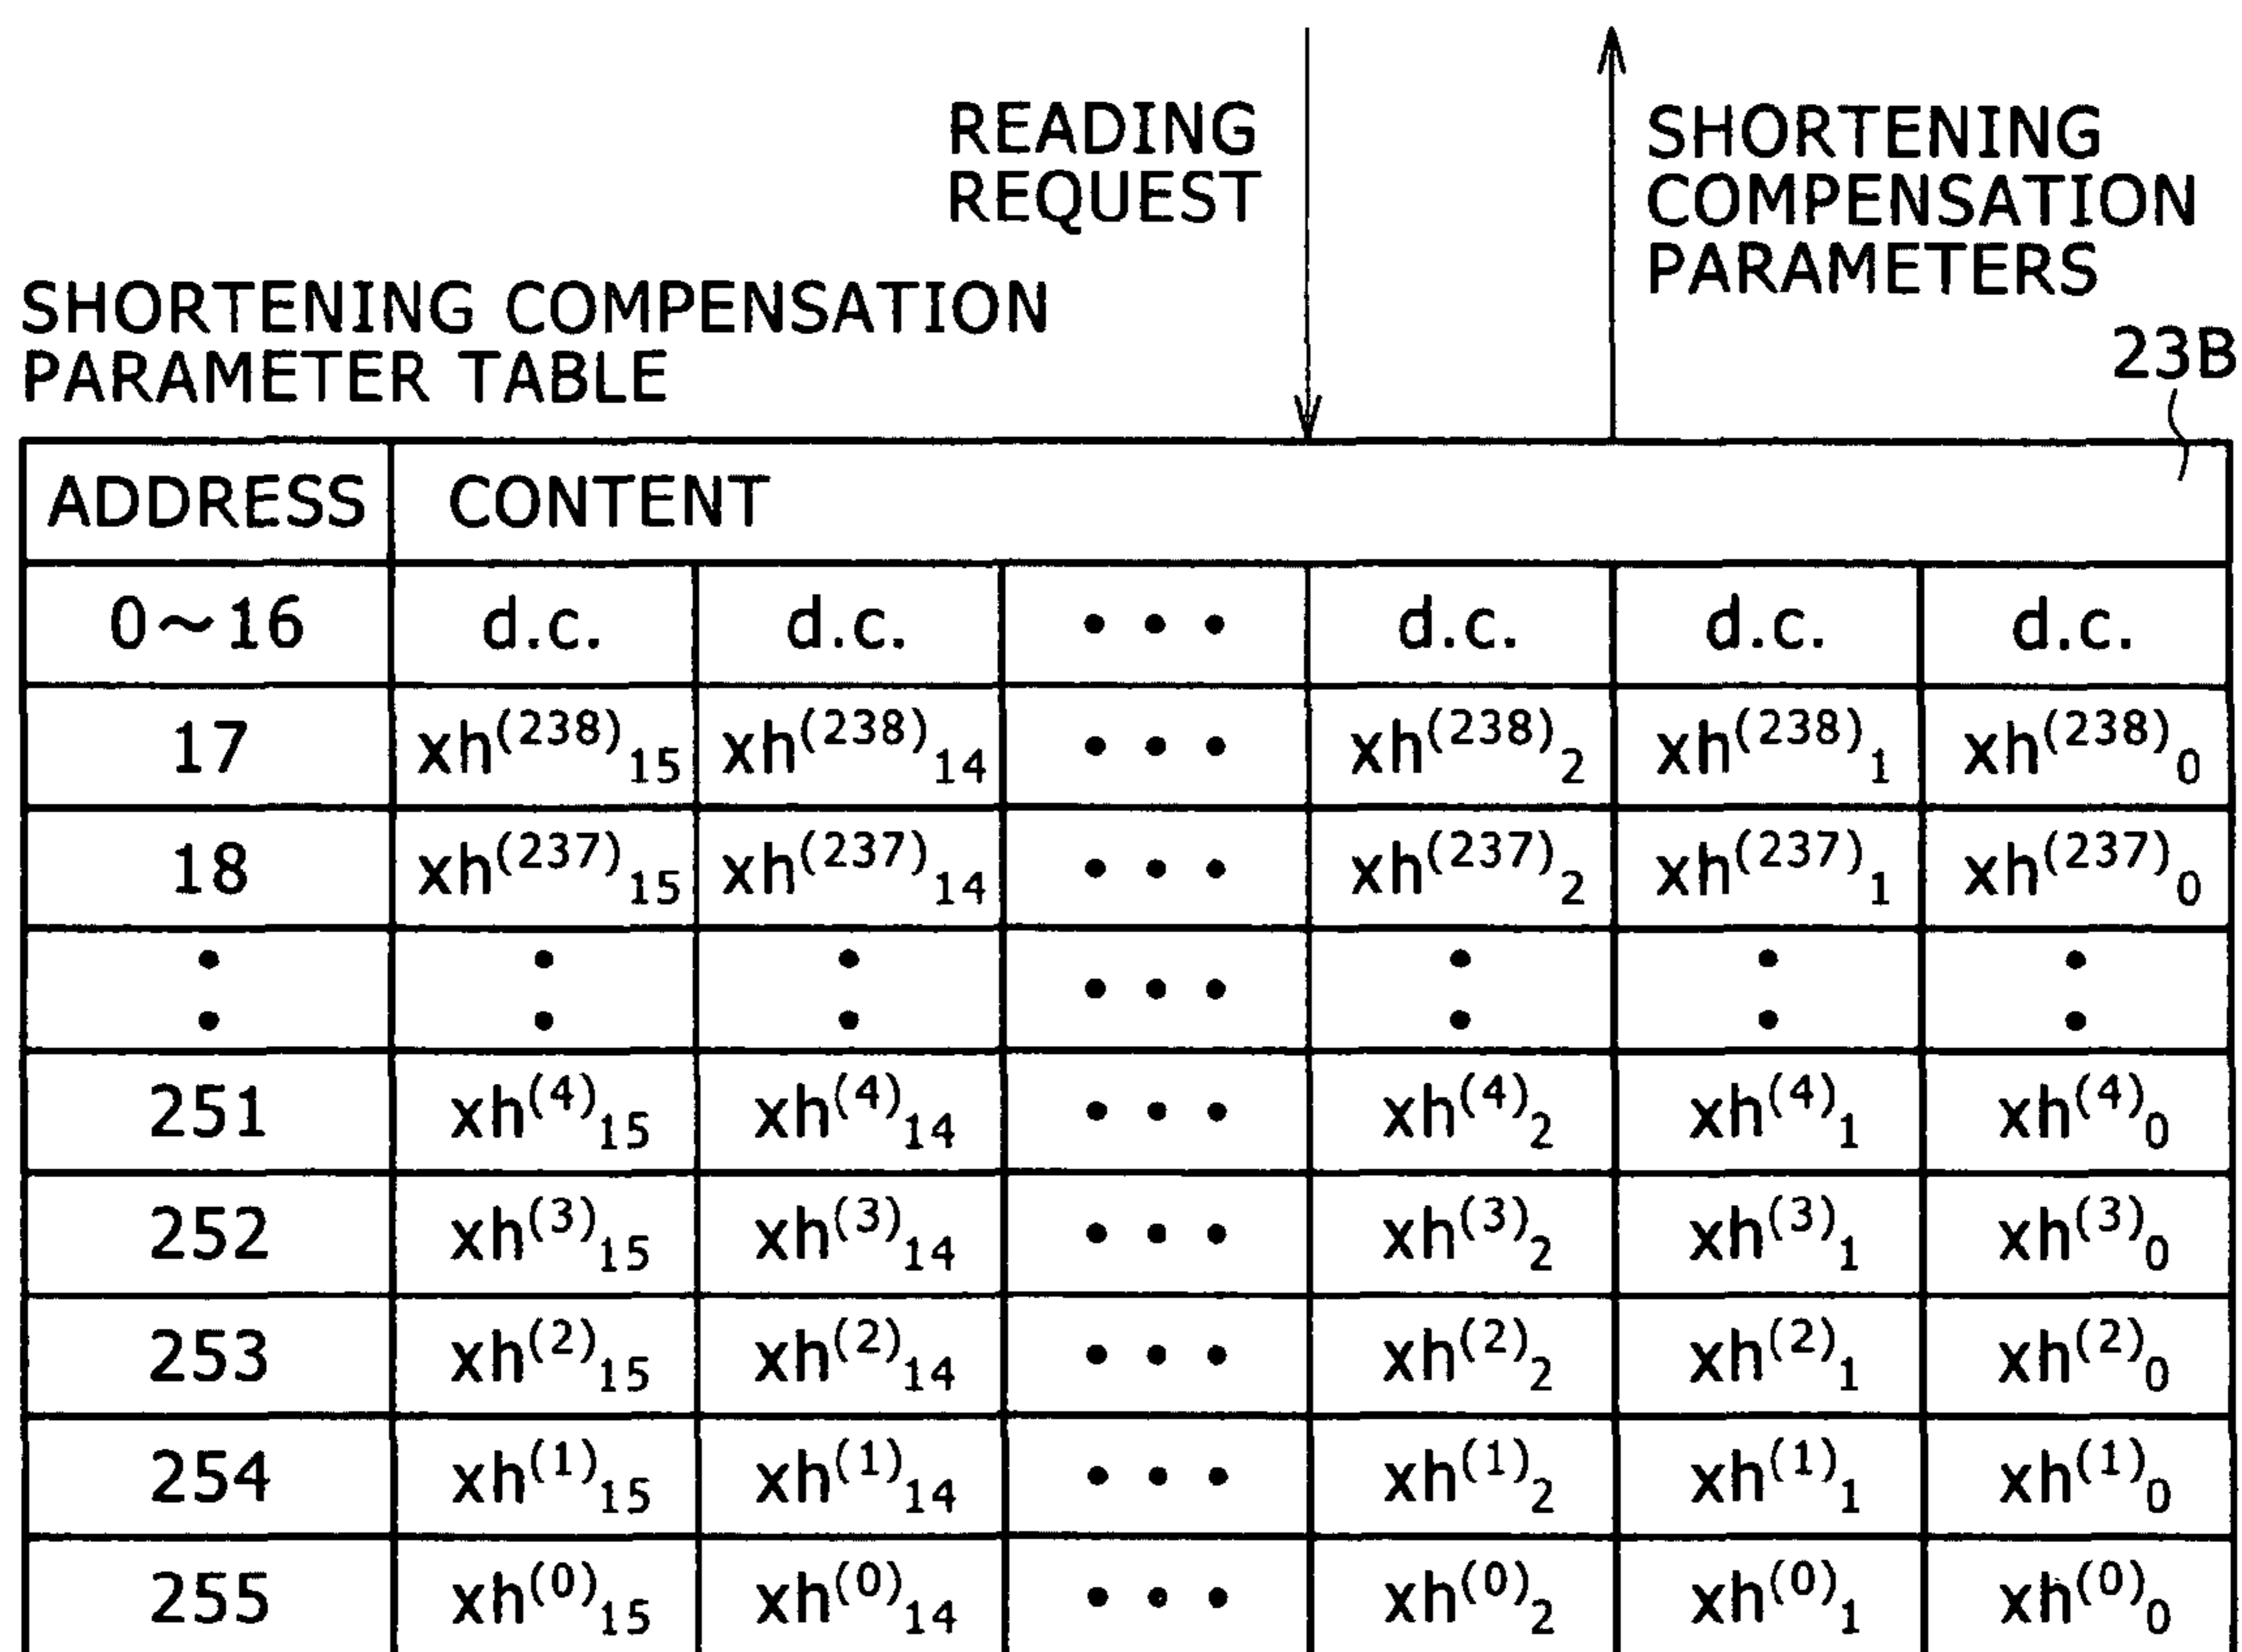 READING
REQUEST
SHORTENING
COMPENSATION
PARAMETERS
SHORTENING COMPENSATION
PARAMETER TABLE
23B
ADDRESS CONTENT
0~16 d.c. d.c. • • • d.c. d.c. d.c.
17 xh⁽²³⁸⁾₁₅ xh⁽²³⁸⁾₁₄ • • • xh⁽²³⁸⁾₂ xh⁽²³⁸⁾₁ xh⁽²³⁸⁾₀
18 xh⁽²³⁷⁾₁₅ xh⁽²³⁷⁾₁₄ • • • xh⁽²³⁷⁾₂ xh⁽²³⁷⁾₁ xh⁽²³⁷⁾₀
: : : • • • : : :
251 xh⁽⁴⁾₁₅ xh⁽⁴⁾₁₄ • • • xh⁽⁴⁾₂ xh⁽⁴⁾₁ xh⁽⁴⁾₀
252 xh⁽³⁾₁₅ xh⁽³⁾₁₄ • • • xh⁽³⁾₂ xh⁽³⁾₁ xh⁽³⁾₀
253 xh⁽²⁾₁₅ xh⁽²⁾₁₄ • • • xh⁽²⁾₂ xh⁽²⁾₁ xh⁽²⁾₀
254 xh⁽¹⁾₁₅ xh⁽¹⁾₁₄ • • • xh⁽¹⁾₂ xh⁽¹⁾₁ xh⁽¹⁾₀
255 xh⁽⁰⁾₁₅ xh⁽⁰⁾₁₄ • • • xh⁽⁰⁾₂ xh⁽⁰⁾₁ xh⁽⁰⁾₀